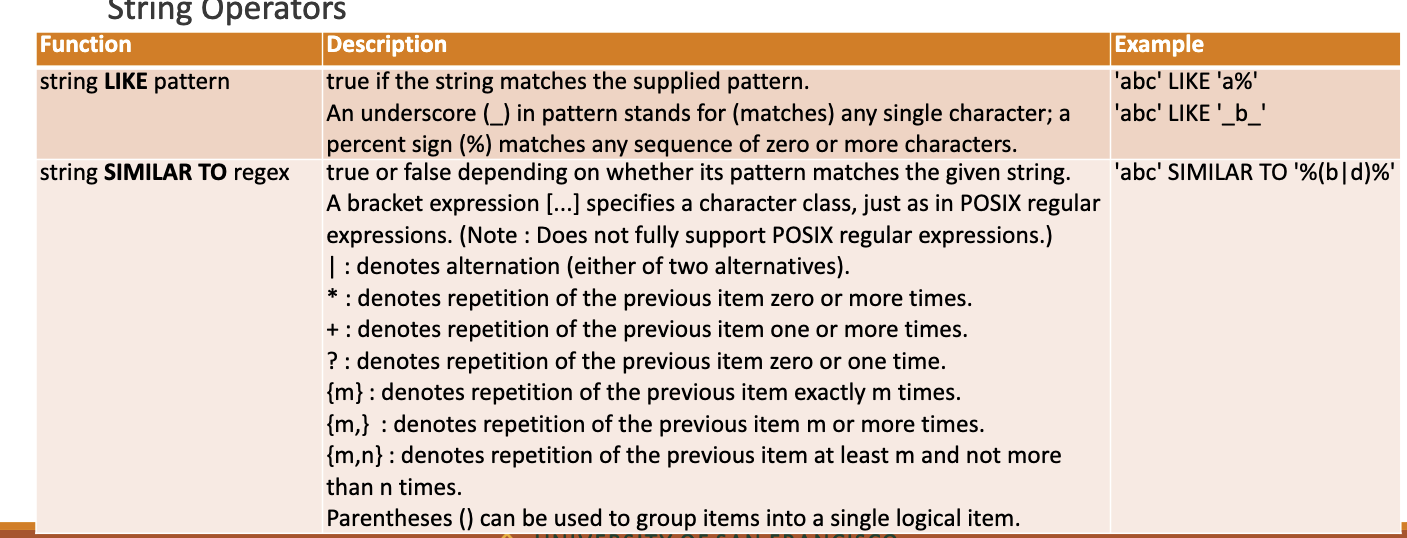 String Operators
Function Description Example
string LIKE pattern true if the string matches the supplied pattern. 'abc' LIKE 'a%'
An underscore (_) in pattern stands for (matches) any single character; a 'abc' LIKE '_b_'
percent sign (%) matches any sequence of zero or more characters.
string SIMILAR TO regex true or false depending on whether its pattern matches the given string. 'abc' SIMILAR TO '%(b|d)%'
A bracket expression [...] specifies a character class, just as in POSIX regular
expressions. (Note : Does not fully support POSIX regular expressions.)
| : denotes alternation (either of two alternatives).
* : denotes repetition of the previous item zero or more times.
+ : denotes repetition of the previous item one or more times.
? : denotes repetition of the previous item zero or one time.
{m} : denotes repetition of the previous item exactly m times.
{m,} : denotes repetition of the previous item m or more times.
{m,n} : denotes repetition of the previous item at least m and not more
than n times.
Parentheses () can be used to group items into a single logical item.
UNIVERSITY OF SAN FRANCISCO